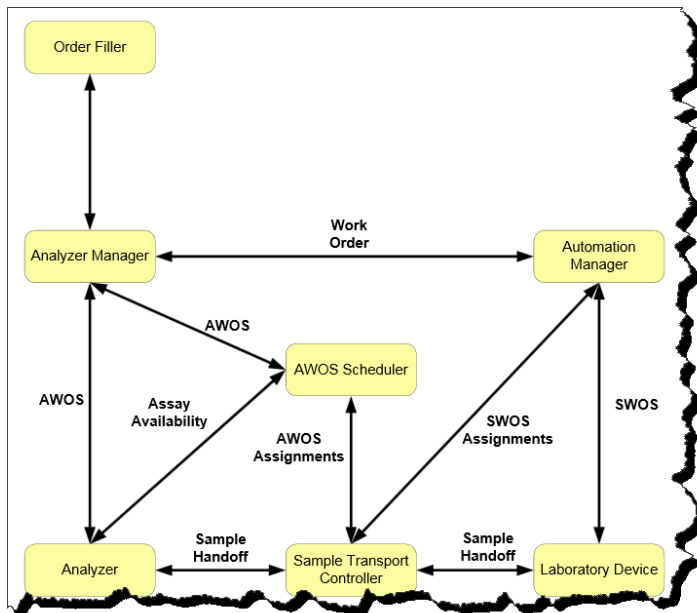 Order Filler
Work
Order
Analyzer Manager
Automation
Manager
AWOS
AWOS Scheduler
AWOS
Assay
Availability
AWOS
Assignments
SWOS
Assignments
SWOS
Sample
Handoff
Sample
Handoff
Analyzer
Sample Transport
Controller
Laboratory Device